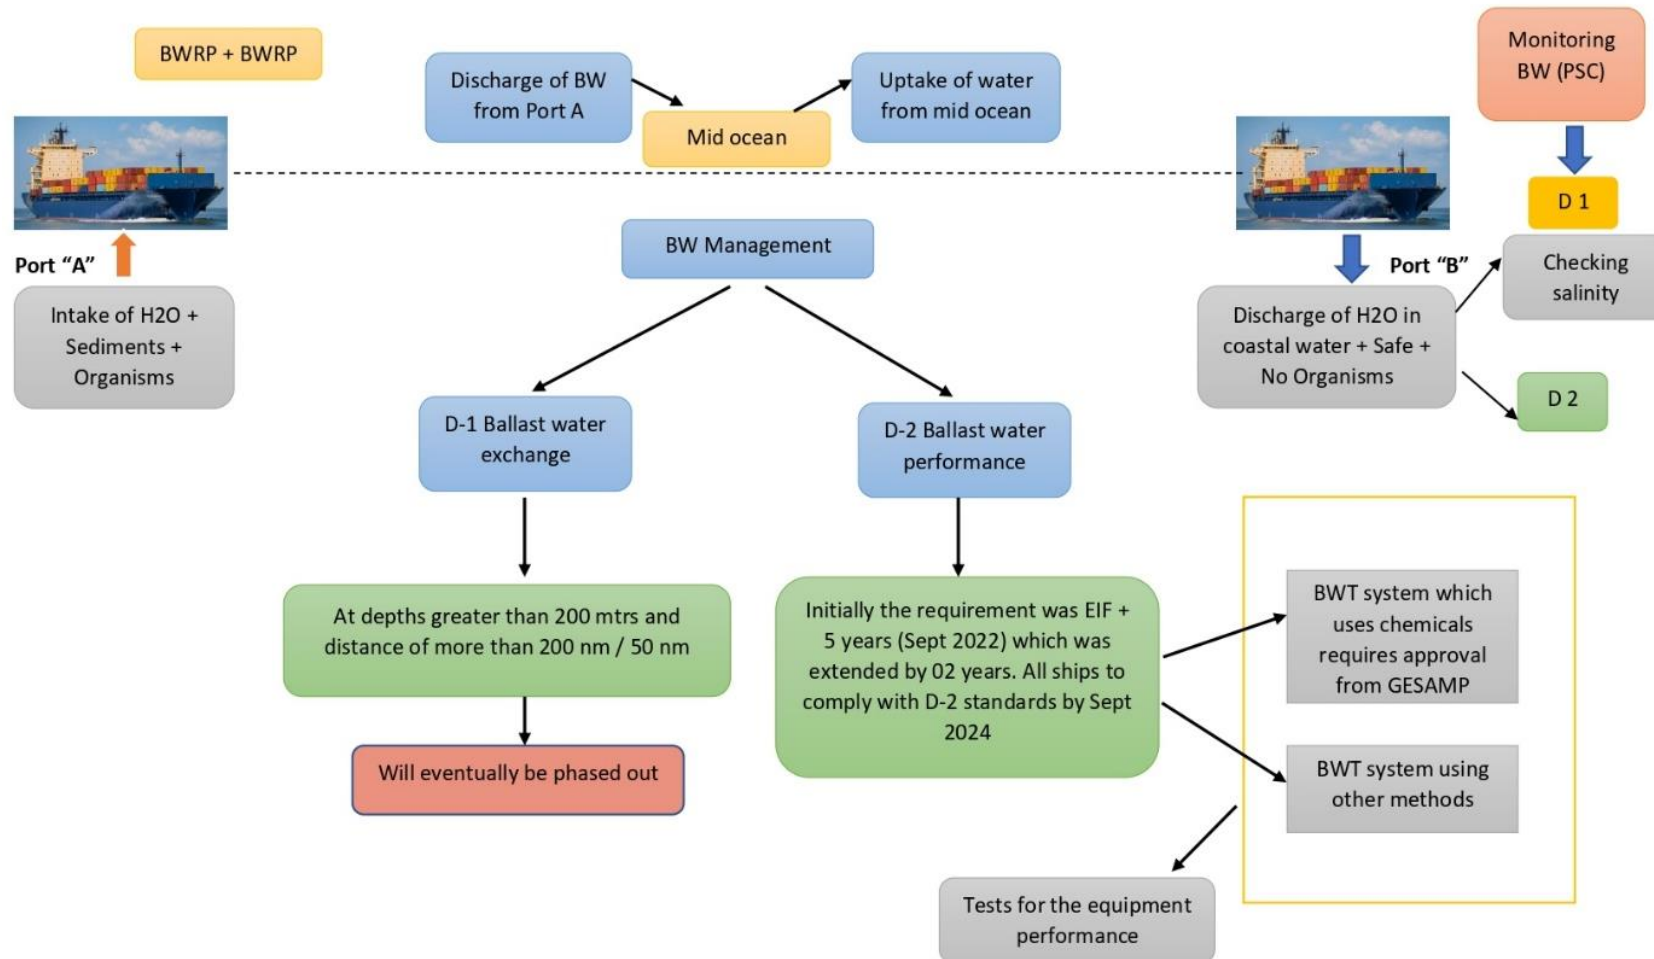 BWRP + BWRP
Discharge of BW
from Port A
Mid ocean
Uptake of water
from mid ocean
Monitoring
BW (PSC)
D 1
Checking
salinity
Port “A”
Intake of H2O +
Sediments +
Organisms
BW Management
Port “B”
Discharge of H2O in
coastal water + Safe +
No Organisms
D 2
D-1 Ballast water
exchange
D-2 Ballast water
performance
At depths greater than 200 mtrs and
distance of more than 200 nm / 50 nm
Will eventually be phased out
Initially the requirement was EIF +
5 years (Sept 2022) which was
extended by 02 years. All ships to
comply with D-2 standards by Sept
2024
BWT system which
uses chemicals
requires approval
from GESAMP
BWT system using
other methods
Tests for the equipment
performance